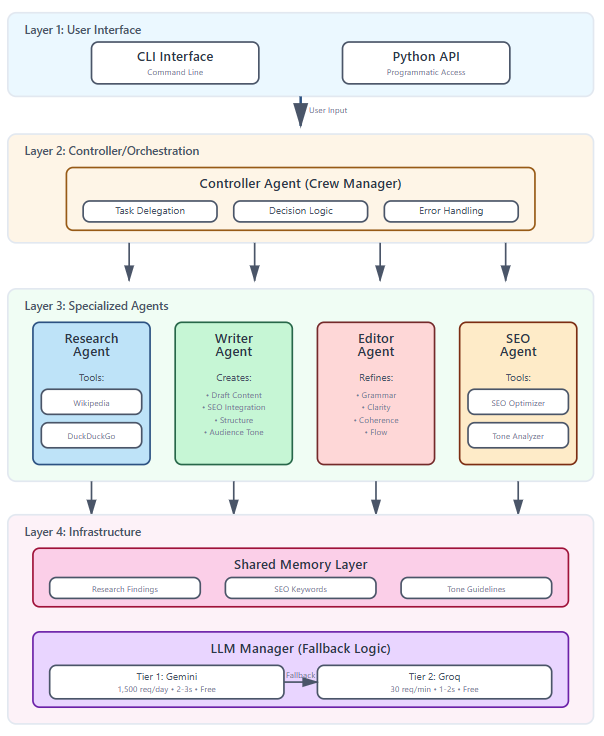 Layer 1: User Interface
CLI Interface
Command Line
Python API
Programmatic Access
User Input
Layer 2: Controller/Orchestration
Controller Agent (Crew Manager)
Task Delegation
Decision Logic
Error Handling
Layer 3: Specialized Agents
Research
Agent
Tools:
Wikipedia
DuckDuckGo
Writer
Agent
Creates:
• Draft Content
• SEO Integration
• Structure
• Audience Tone
Editor
Agent
Refines:
• Grammar
• Clarity
• Coherence
• Flow
SEO
Agent
Tools:
SEO Optimizer
Tone Analyzer
Layer 4: Infrastructure
Shared Memory Layer
Research Findings
SEO Keywords
Tone Guidelines
LLM Manager (Fallback Logic)
Tier 1: Gemini
1,500 req/day • 2-3s • Free
Fallback
Tier 2: Groq
30 req/min • 1-2s • Free